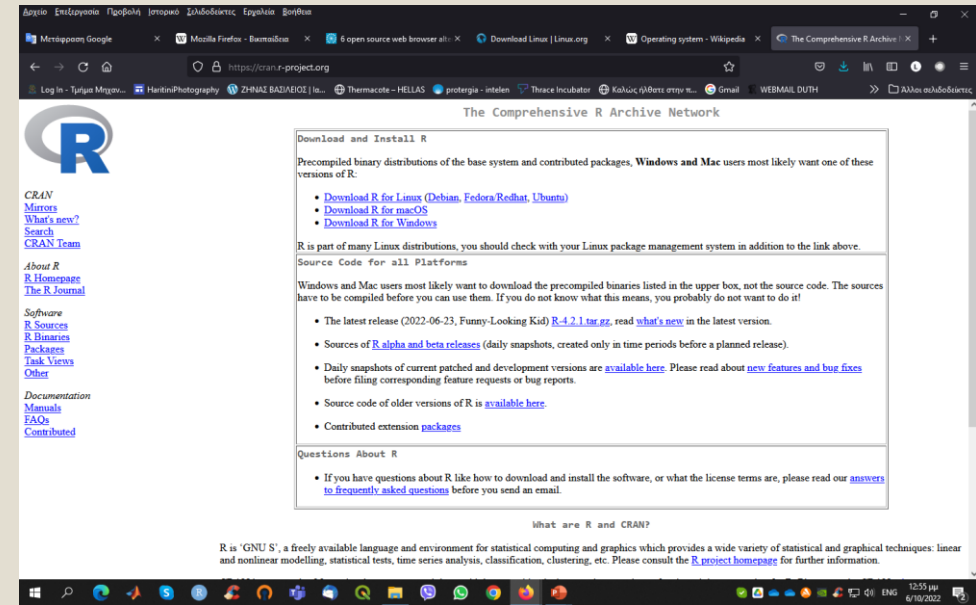 Αρχείο Επεξεργασία Προβολή Ιστορικό Σελιδοδείκτες Εργαλεία Βοήθεια
Μετάφραση Google
Mozilla Firefox - Βικιπαίδεια
6 open source web browser alte
Download Linux | Linux.org
Operating system - Wikipedia
The Comprehensive R Archive
https://cran.r-project.org
Log In - Τμήμα Μηχαν...
HaritiniPhotography
ΖΗΝΑΣ ΒΑΣΙΛΕΙΟΣ | Ια...
Thermacote – HELLAS
protergia - intelen
Thrace Incubator
Καλώς ήλθατε στην π...
Gmail
WEBMAIL DUTH
Άλλοι σελιδοδείκτες
R
CRAN
Mirrors
What's new?
Search
CRAN Team
About R
R Homepage
The R Journal
Software
R Sources
R Binaries
Packages
Task Views
Other
Documentation
Manuals
FAQs
Contributed
The Comprehensive R Archive Network
Download and Install R
Precompiled binary distributions of the base system and contributed packages, Windows and Mac users most likely want one of these
versions of R:
• Download R for Linux (Debian, Fedora/Redhat, Ubuntu)
• Download R for macOS
• Download R for Windows
R is part of many Linux distributions, you should check with your Linux package management system in addition to the link above.
Source Code for all Platforms
Windows and Mac users most likely want to download the precompiled binaries listed in the upper box, not the source code. The sources
have to be compiled before you can use them. If you do not know what this means, you probably do not want to do it!
• The latest release (2022-06-23, Funny-Looking Kid) R-4.2.1.tar.gz, read what's new in the latest version.
• Sources of R alpha and beta releases (daily snapshots, created only in time periods before a planned release).
• Daily snapshots of current patched and development versions are available here. Please read about new features and bug fixes
before filing corresponding feature requests or bug reports.
• Source code of older versions of R is available here.
• Contributed extension packages
Questions About R
• If you have questions about R like how to download and install the software, or what the license terms are, please read our answers
to frequently asked questions before you send an email.
What are R and CRAN?
R is 'GNU S', a freely available language and environment for statistical computing and graphics which provides a wide variety of statistical and graphical techniques: linear
and nonlinear modelling, statistical tests, time series analysis, classification, clustering, etc. Please consult the R project homepage for further information.
ENG
12:55 μμ
6/10/2022